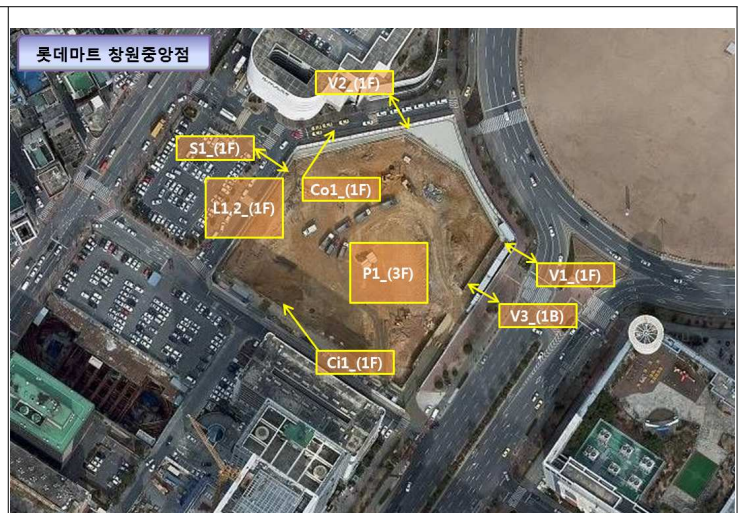 롯데마트 창원중앙점
V2_(1F)
S1_(1F)
Co1_(1F)
L1,2_(1F)
P1_(3F)
V1_(1F)
V3_(1B)
Ci1_(1F)